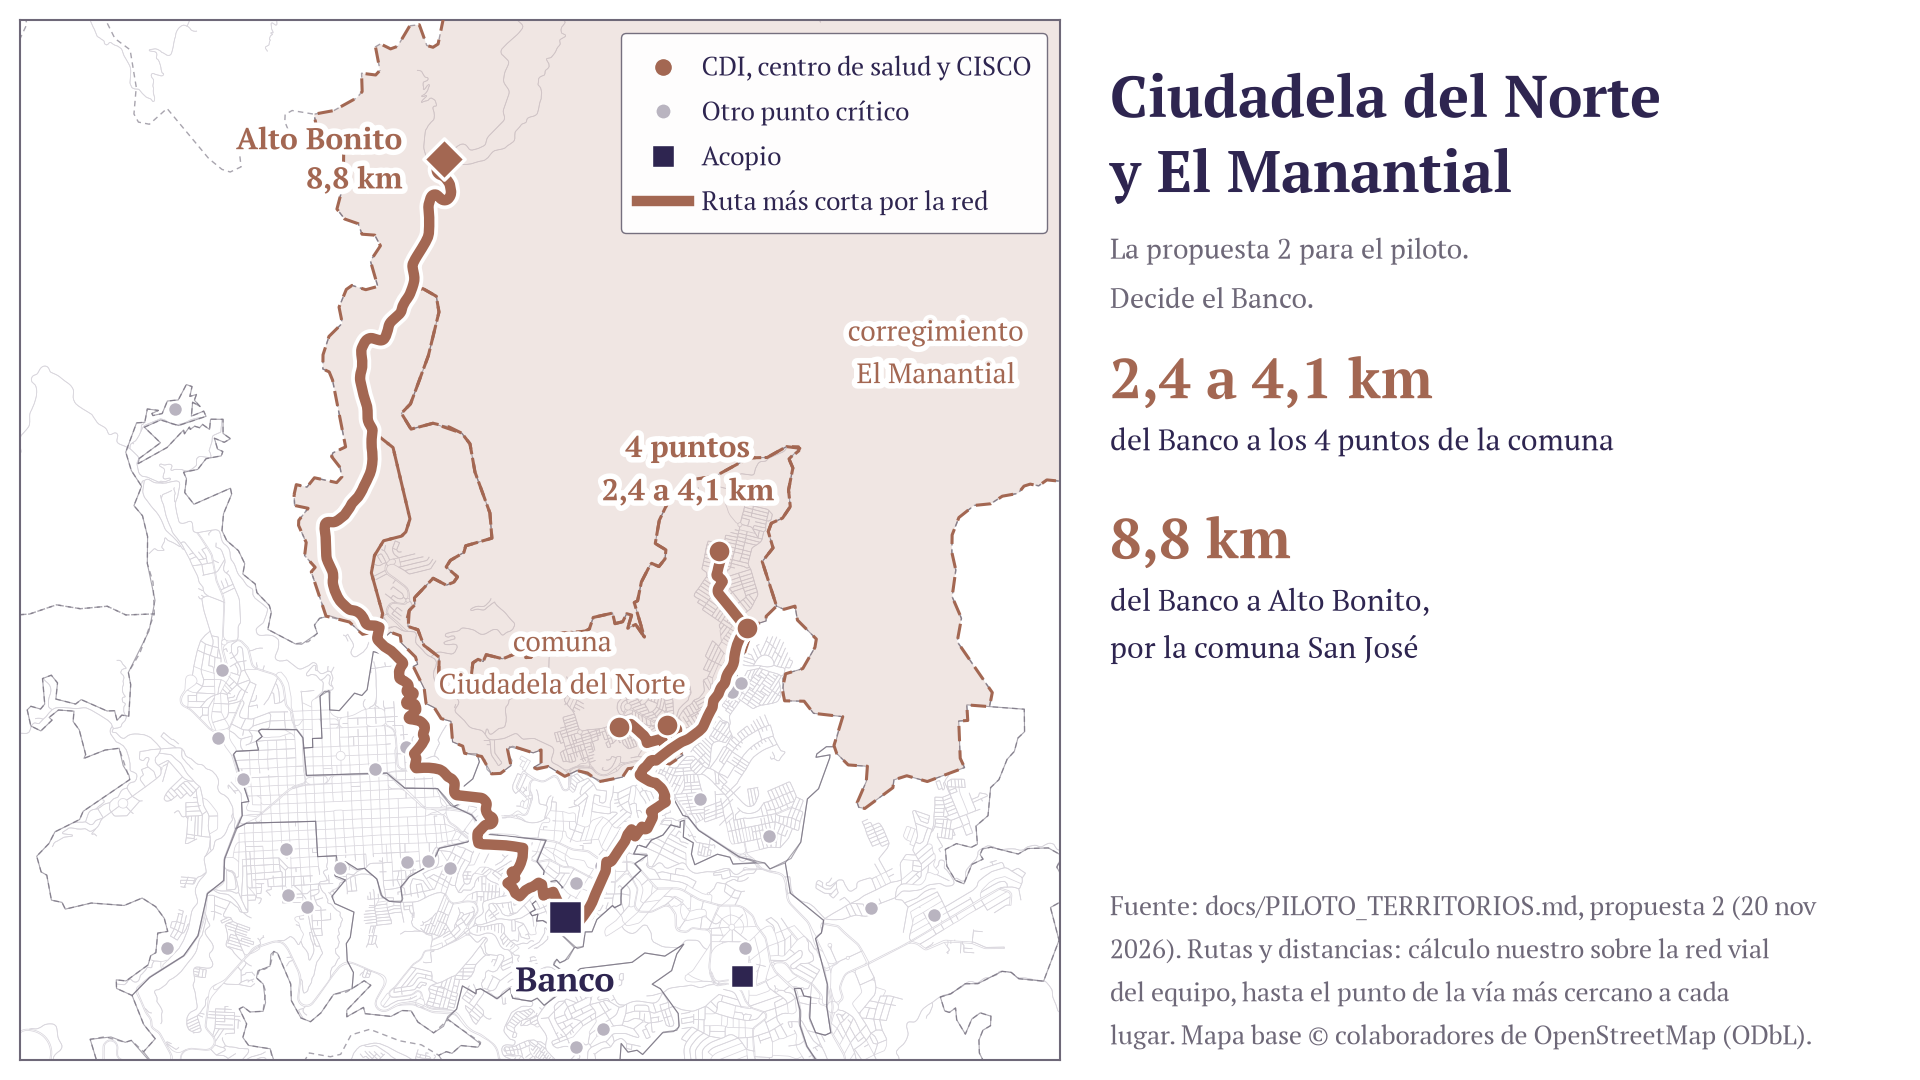 CDI, centro de salud y CISCO
Otro punto crítico
Acopio
Ruta más corta por la red
Alto Bonito
8,8 km
corregimiento
El Manantial
4 puntos
2,4 a 4,1 km
comuna
Ciudadela del Norte
Banco
Ciudadela del Norte
y El Manantial
La propuesta 2 para el piloto.
Decide el Banco.
2,4 a 4,1 km
del Banco a los 4 puntos de la comuna
8,8 km
del Banco a Alto Bonito,
por la comuna San José
Fuente: docs/PILOTO_TERRITORIOS.md, propuesta 2 (20 nov
2026). Rutas y distancias: cálculo nuestro sobre la red vial
del equipo, hasta el punto de la vía más cercano a cada
lugar. Mapa base © colaboradores de OpenStreetMap (ODbL).